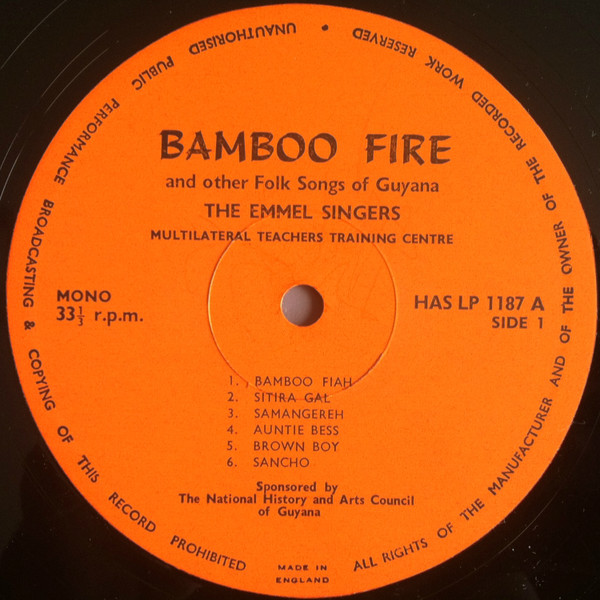 BAMBOO FIRE
and other Folk Songs of Guyana
THE EMMEL SINGERS
MULTILATERAL TEACHERS TRAINING CENTRE
MONO
33⅓ r.p.m.
HAS LP 1187 A
SIDE 1
1. BAMBOO FIAH
2. SITIRA GAL
3. SAMANGEREH
4. AUNTIE BESS
5. BROWN BOY
6. SANCHO
Sponsored by
The National History and Arts Council
of Guyana
MADE IN
ENGLAND
ALL RIGHTS OF THE MANUFACTURER AND OF THE OWNER OF THE RECORDED WORK RESERVED • UNAUTHORISED PUBLIC PERFORMANCE BROADCASTING & COPYING OF THIS RECORD PROHIBITED